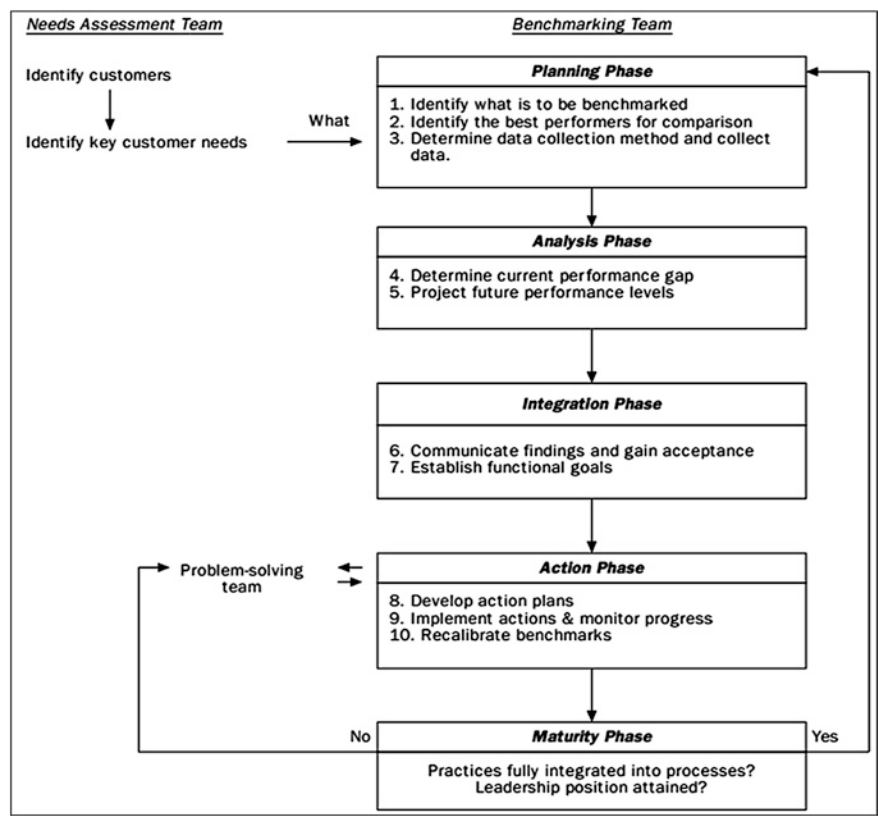 Needs Assessment Team
Benchmarking Team
Identify customers
Identify key customer needs
What
Planning Phase
1. Identify what is to be benchmarked
2. Identify the best performers for comparison
3. Determine data collection method and collect
data.
Analysis Phase
4. Determine current performance gap
5. Project future performance levels
Integration Phase
6. Communicate findings and gain acceptance
7. Establish functional goals
Problem-solving
team
Action Phase
8. Develop action plans
9. Implement actions & monitor progress
10. Recalibrate benchmarks
No
Maturity Phase
Yes
Practices fully integrated into processes?
Leadership position attained?